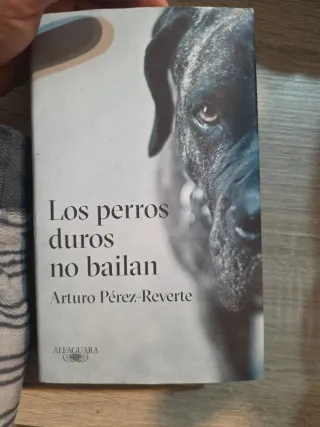 Los perros
duros
no bailan
Arturo Pérez-Reverte
ALFAGUARA